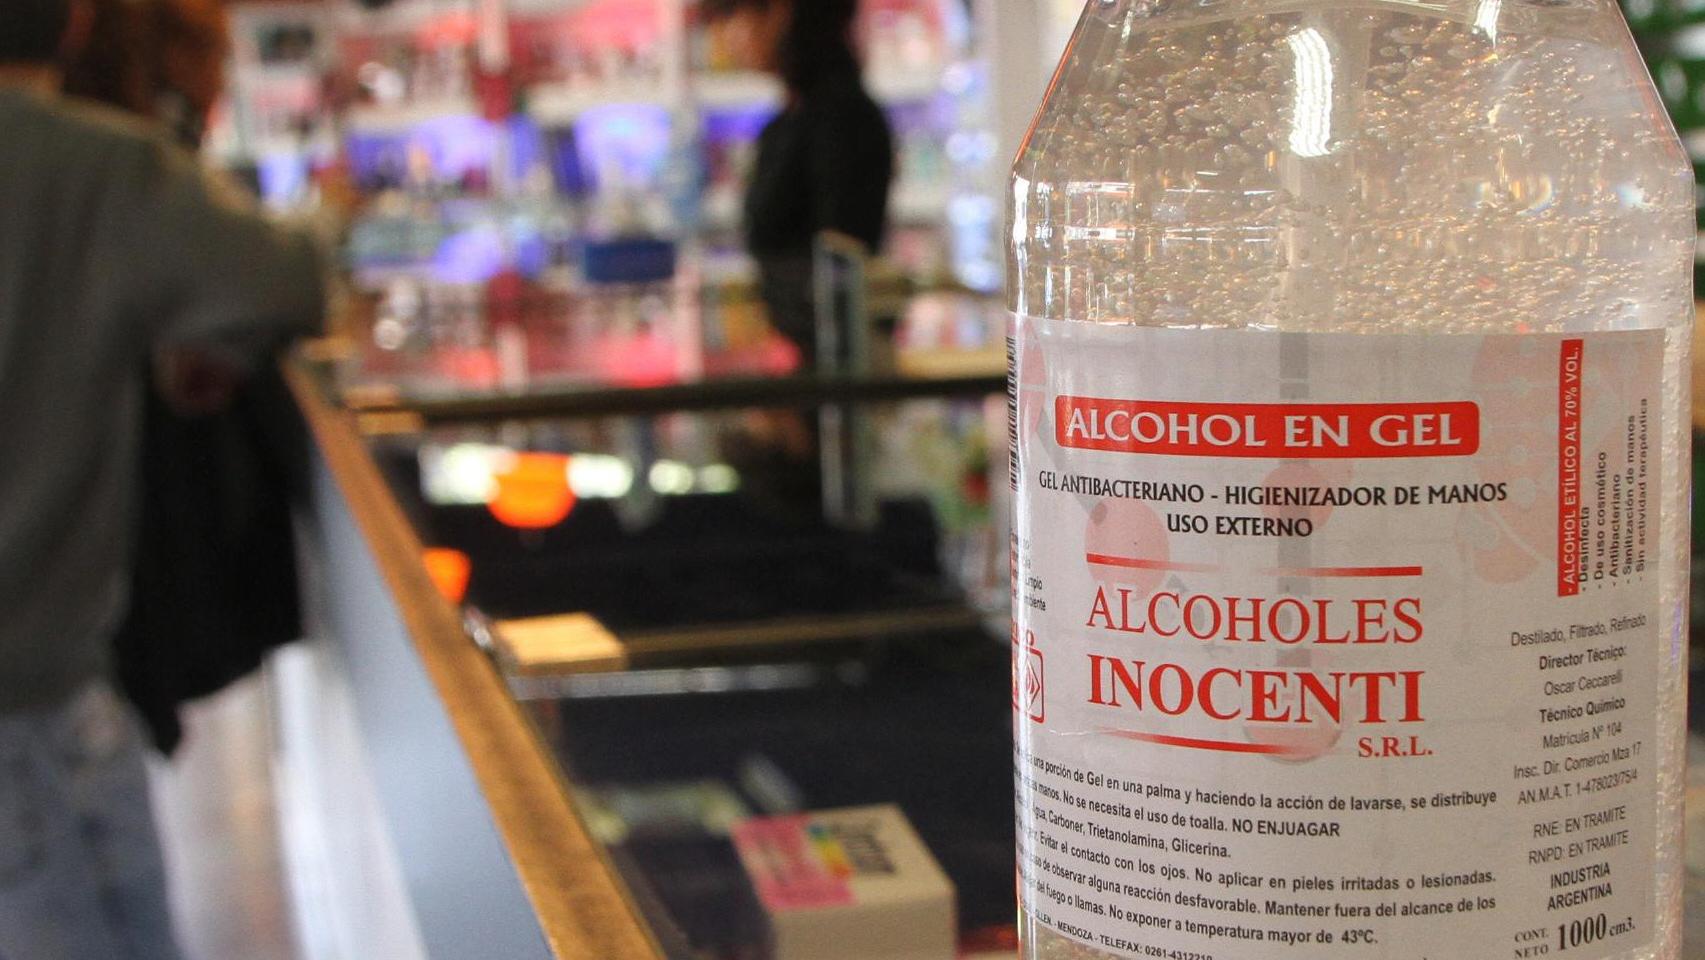 ALCOHOL EN GEL
GEL ANTIBACTERIANO - HIGIENIZADOR DE MANOS
USO EXTERNO
ALCOHOLES
INOCENTI
S.R.L.
una porción de Gel en una palma y haciendo la acción de lavarse, se distribuye
manos. No se necesita el uso de toalla. NO ENJUAGAR
Carboner, Trietanolamina, Glicerina.
Evitar el contacto con los ojos. No aplicar en pieles irritadas o lesionadas.
de observar alguna reacción desfavorable. Mantener fuera del alcance de los
del fuego o llamas. No exponer a temperatura mayor de 43ºC.
- MENDOZA - TELEFAX: 0261-4312210
- ALCOHOL ETÍLICO AL 70% VOL.
- Desinfecta
- De uso cosmético
- Antibacteriano
- Sanitización de manos
- Sin actividad terapéutica
Destilado, Filtrado, Refinado
Director Técnico:
Oscar Ceccarelli
Técnico Químico
Matricula Nº 104
Insc. Dir. Comercio Mza 17
AN.M.A.T. 1-478023/75/4
RNE: EN TRAMITE
RNPD: EN TRAMITE
INDUSTRIA
ARGENTINA
CONT.
NETO 1000 cm3.